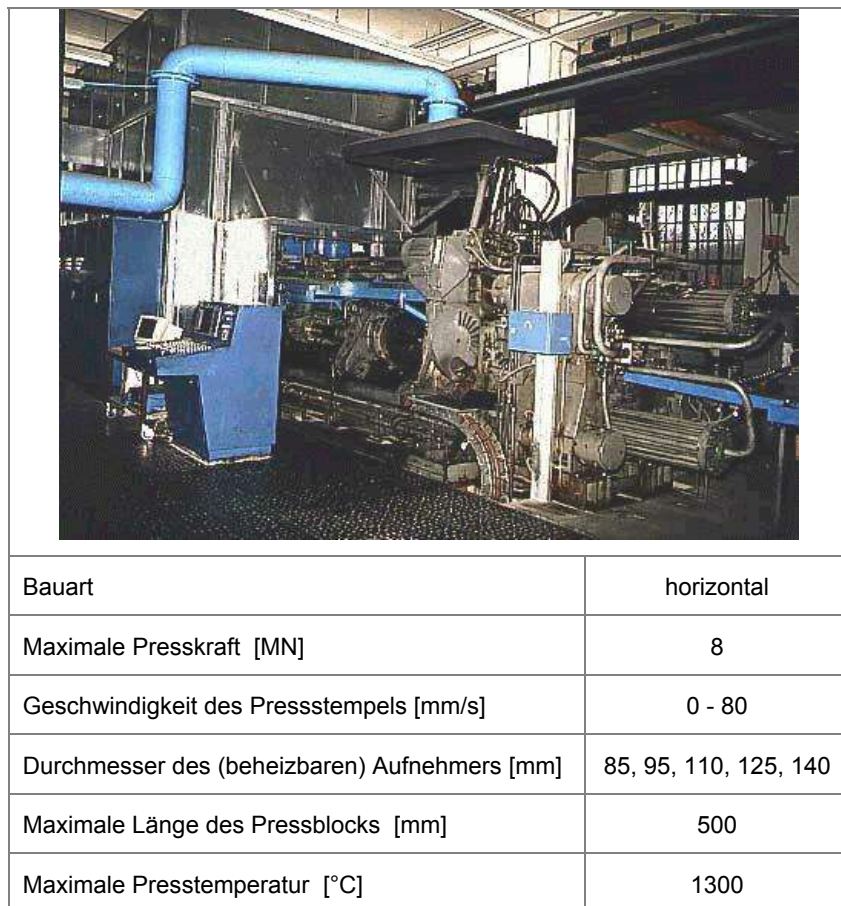 Bauart horizontal
Maximale Presskraft [MN] 8
Geschwindigkeit des Pressstempels [mm/s] 0 - 80
Durchmesser des (beheizbaren) Aufnehmers [mm] 85, 95, 110, 125, 140
Maximale Länge des Pressblocks [mm] 500
Maximale Presstemperatur [°C] 1300